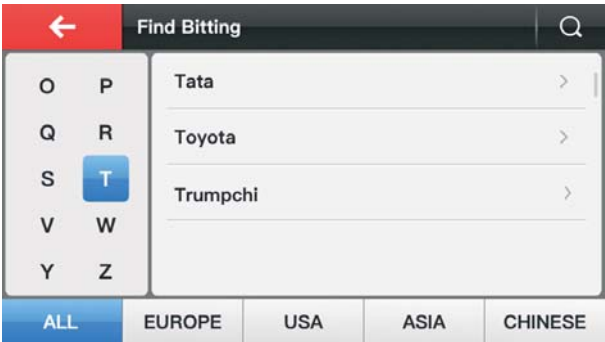 Find Bitting
O P
Q R
S T
V W
Y Z
Tata
Toyota
Trumpchi
ALL EUROPE USA ASIA CHINESE